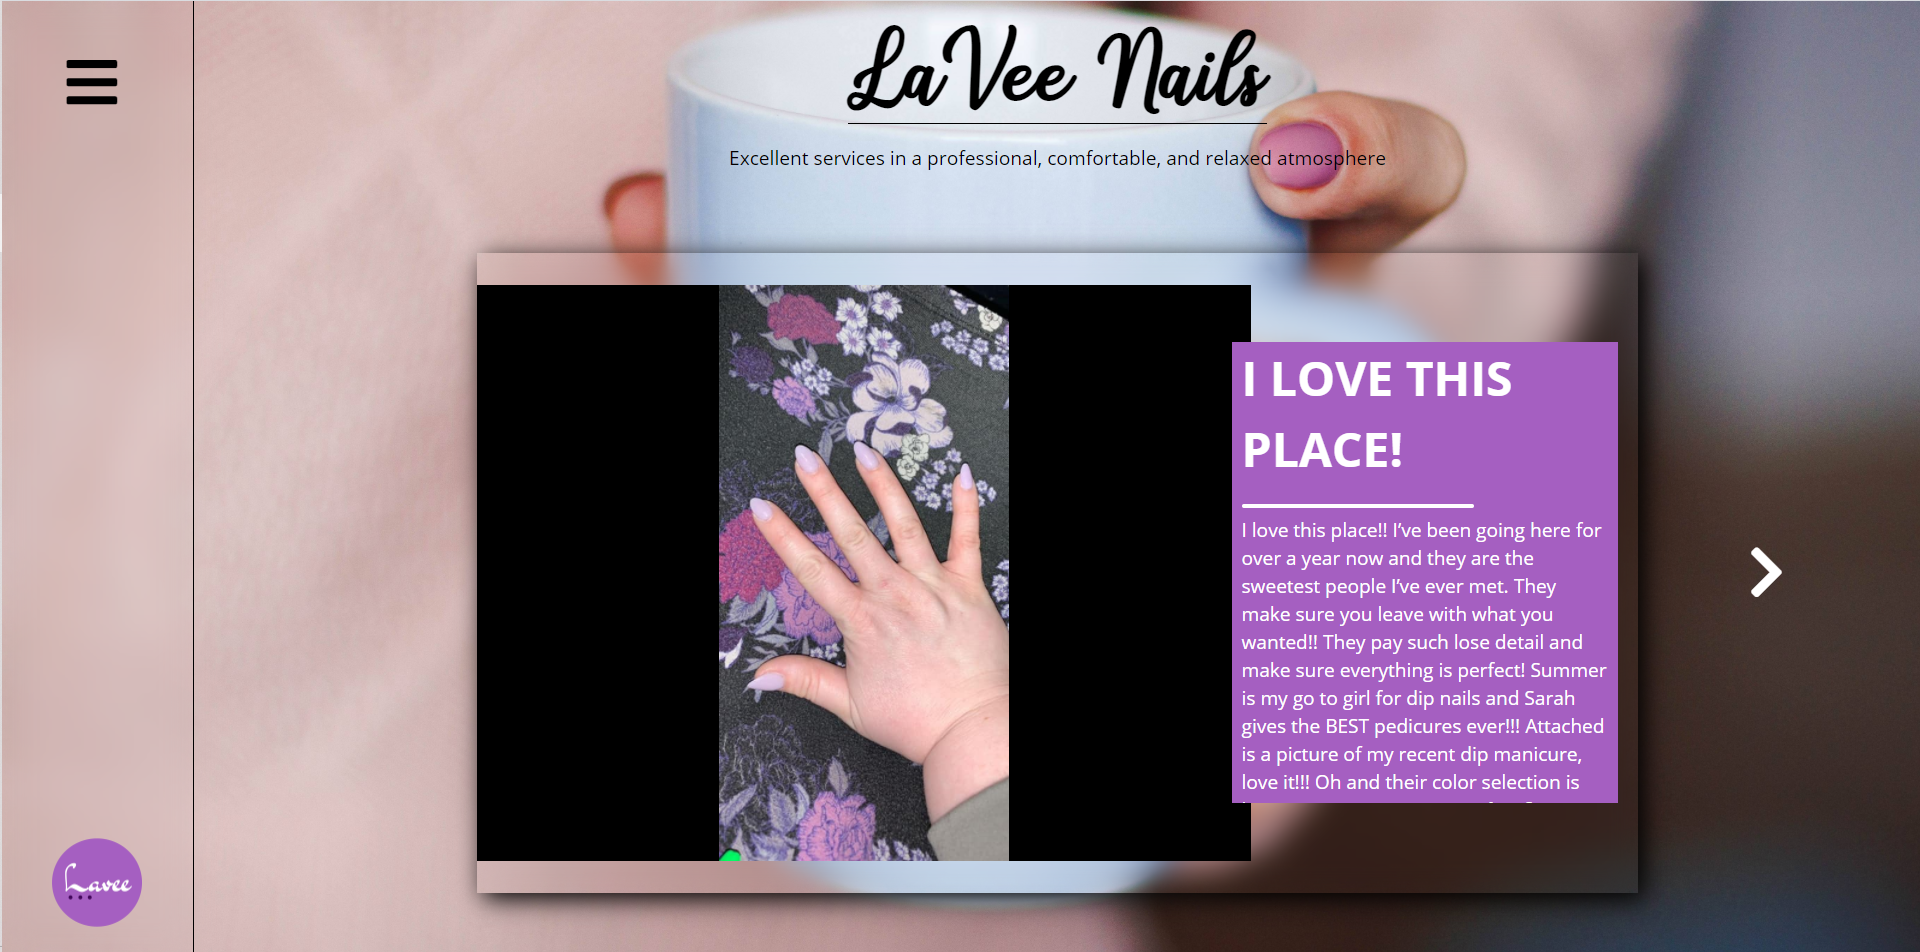 LaVee Nails
Excellent services in a professional, comfortable, and relaxed atmosphere
I LOVE THIS
PLACE!
I love this place!! I've been going here for
over a year now and they are the
sweetest people I've ever met. They
make sure you leave with what you
wanted!! They pay such lose detail and
make sure everything is perfect! Summer
is my go to girl for dip nails and Sarah
gives the BEST pedicures ever!!! Attached
is a picture of my recent dip manicure,
love it!!! Oh and their color selection is
Lavee